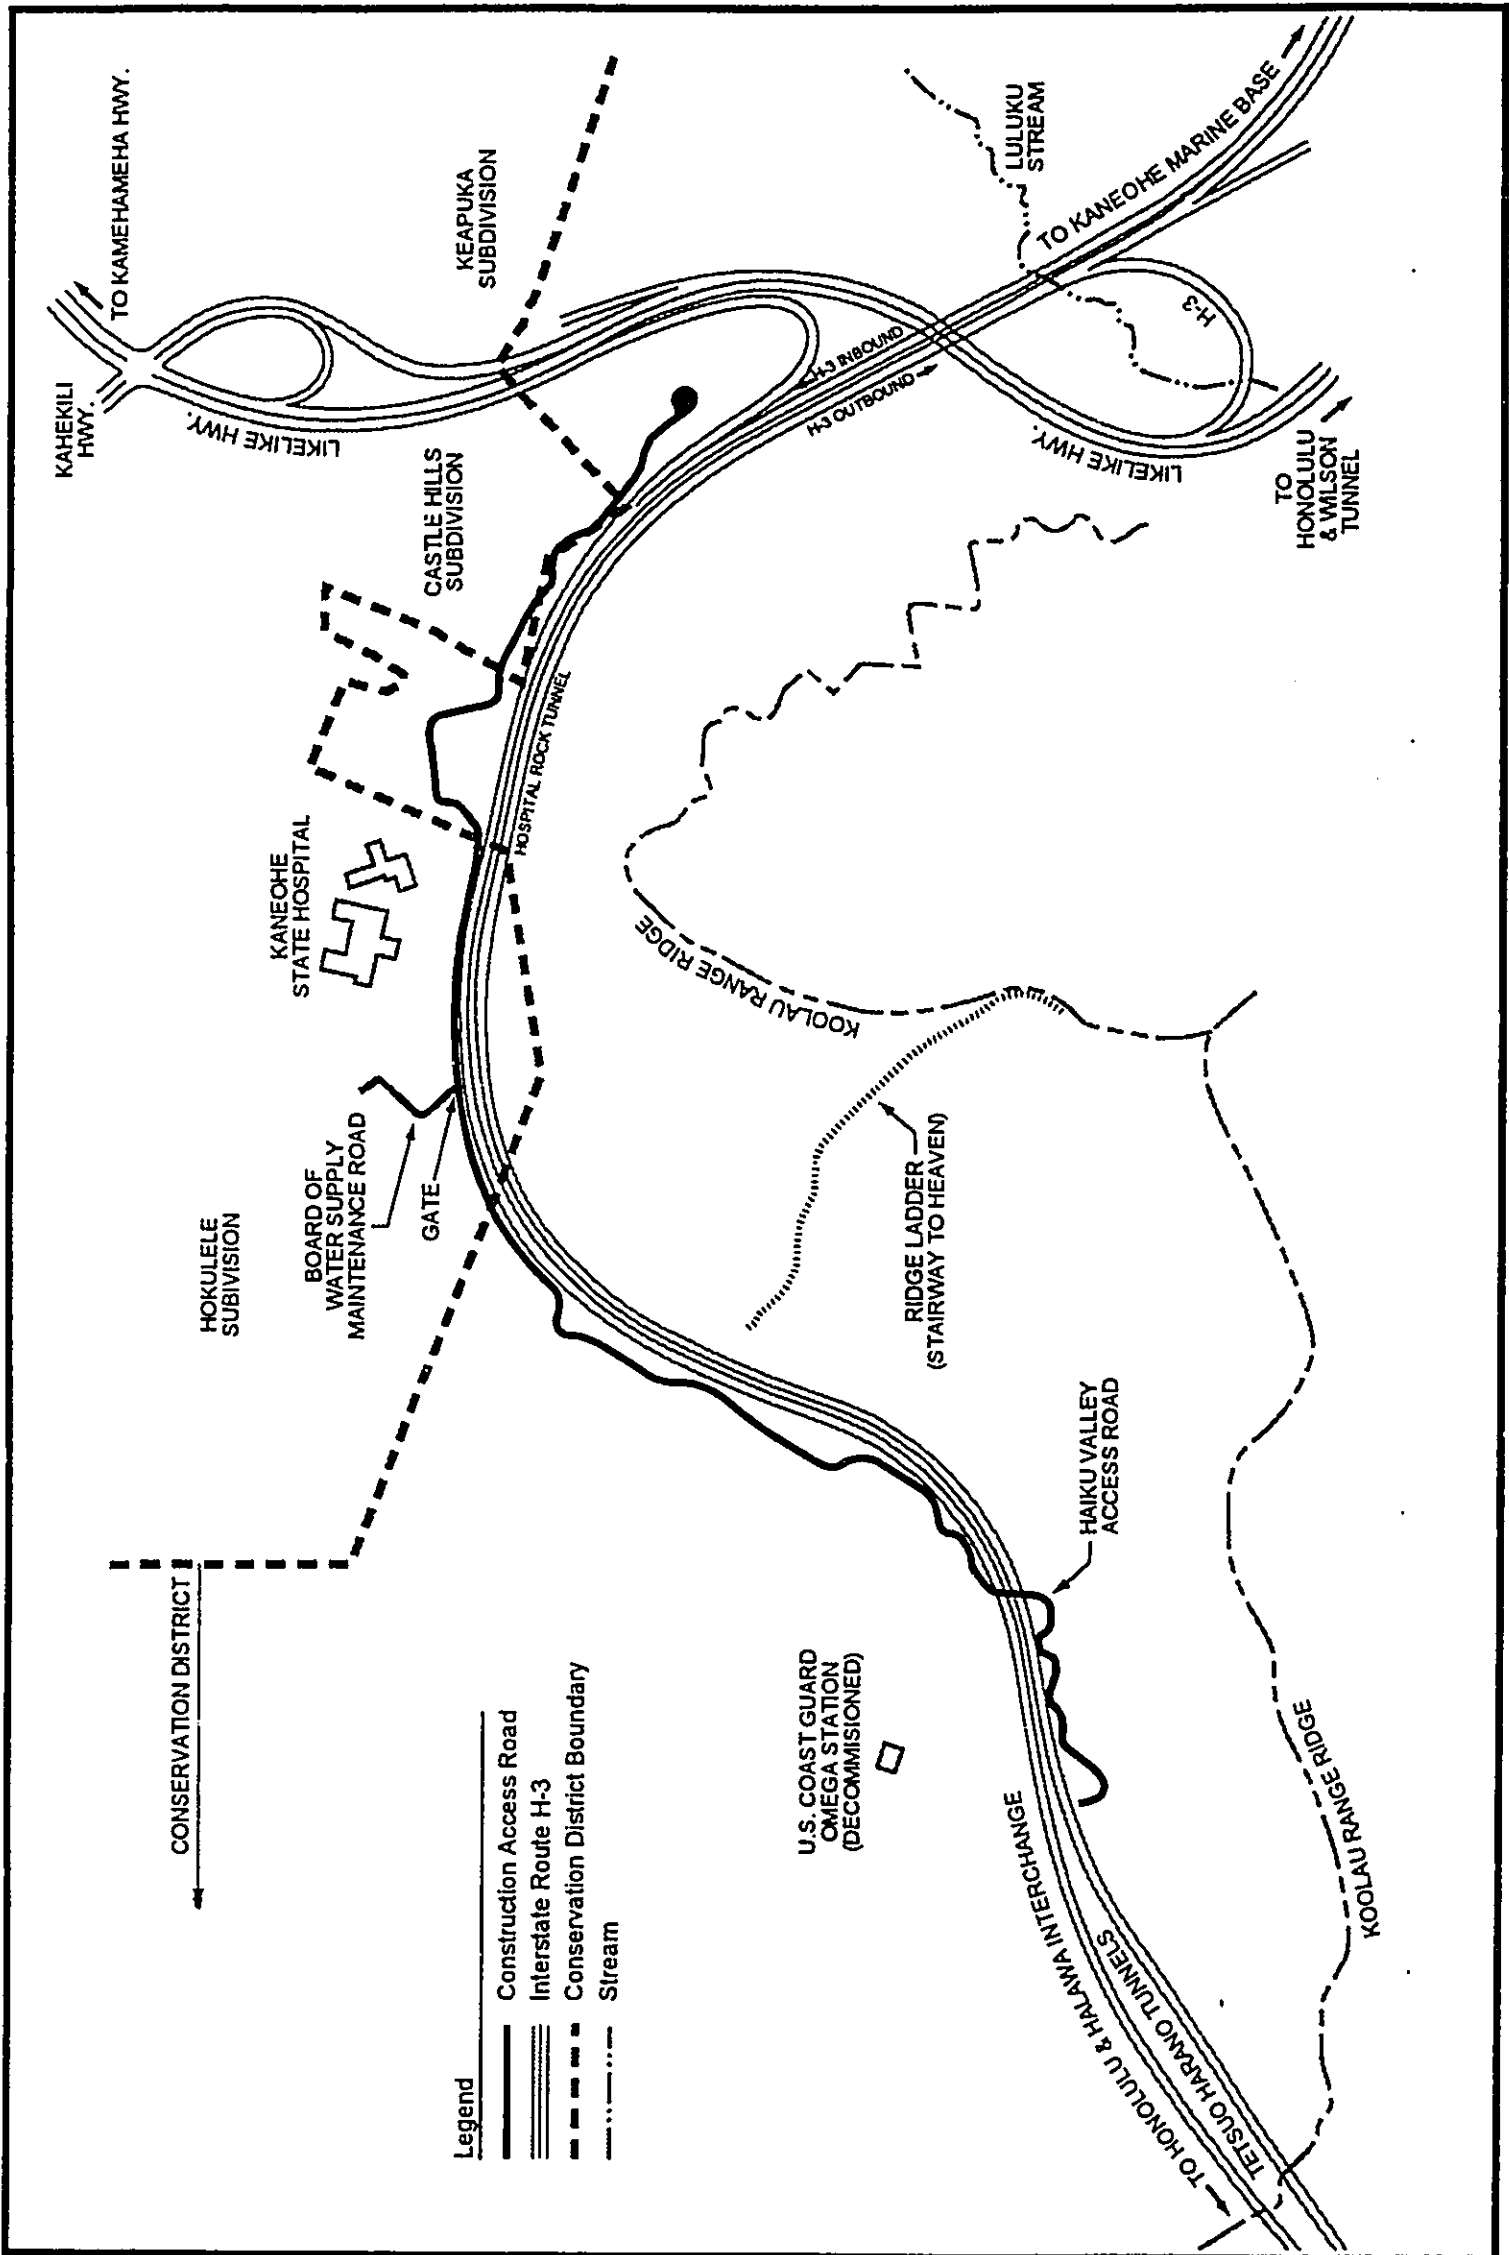 KAHEKILI
HWY.
TO KAMEHAMEHA HWY.
LIKELIKE HWY.
KEAPUKA
SUBDIVISION
CASTLE HILLS
SUBDIVISION
LULUKU
STREAM
TO KANEOHE MARINE BASE
H-3 INBOUND
H-3 OUTBOUND
H-3
LIKELIKE HWY.
TO
HONOLULU
& WILSON
TUNNEL
KANEOHE
STATE HOSPITAL
HOSPITAL ROCK TUNNEL
KOOLAU RANGE RIDGE
HOKULELE
SUBIVISION
BOARD OF
WATER SUPPLY
MAINTENANCE ROAD
GATE
RIDGE LADDER
(STAIRWAY TO HEAVEN)
HAIKU VALLEY
ACCESS ROAD
CONSERVATION DISTRICT
U.S. COAST GUARD
OMEGA STATION
(DECOMMISIONED)
KOOLAU RANGE RIDGE
TO HONOLULU & HALAWA INTERCHANGE
TETSUO HARANO TUNNELS
Legend
Construction Access Road
Interstate Route H-3
Conservation District Boundary
Stream